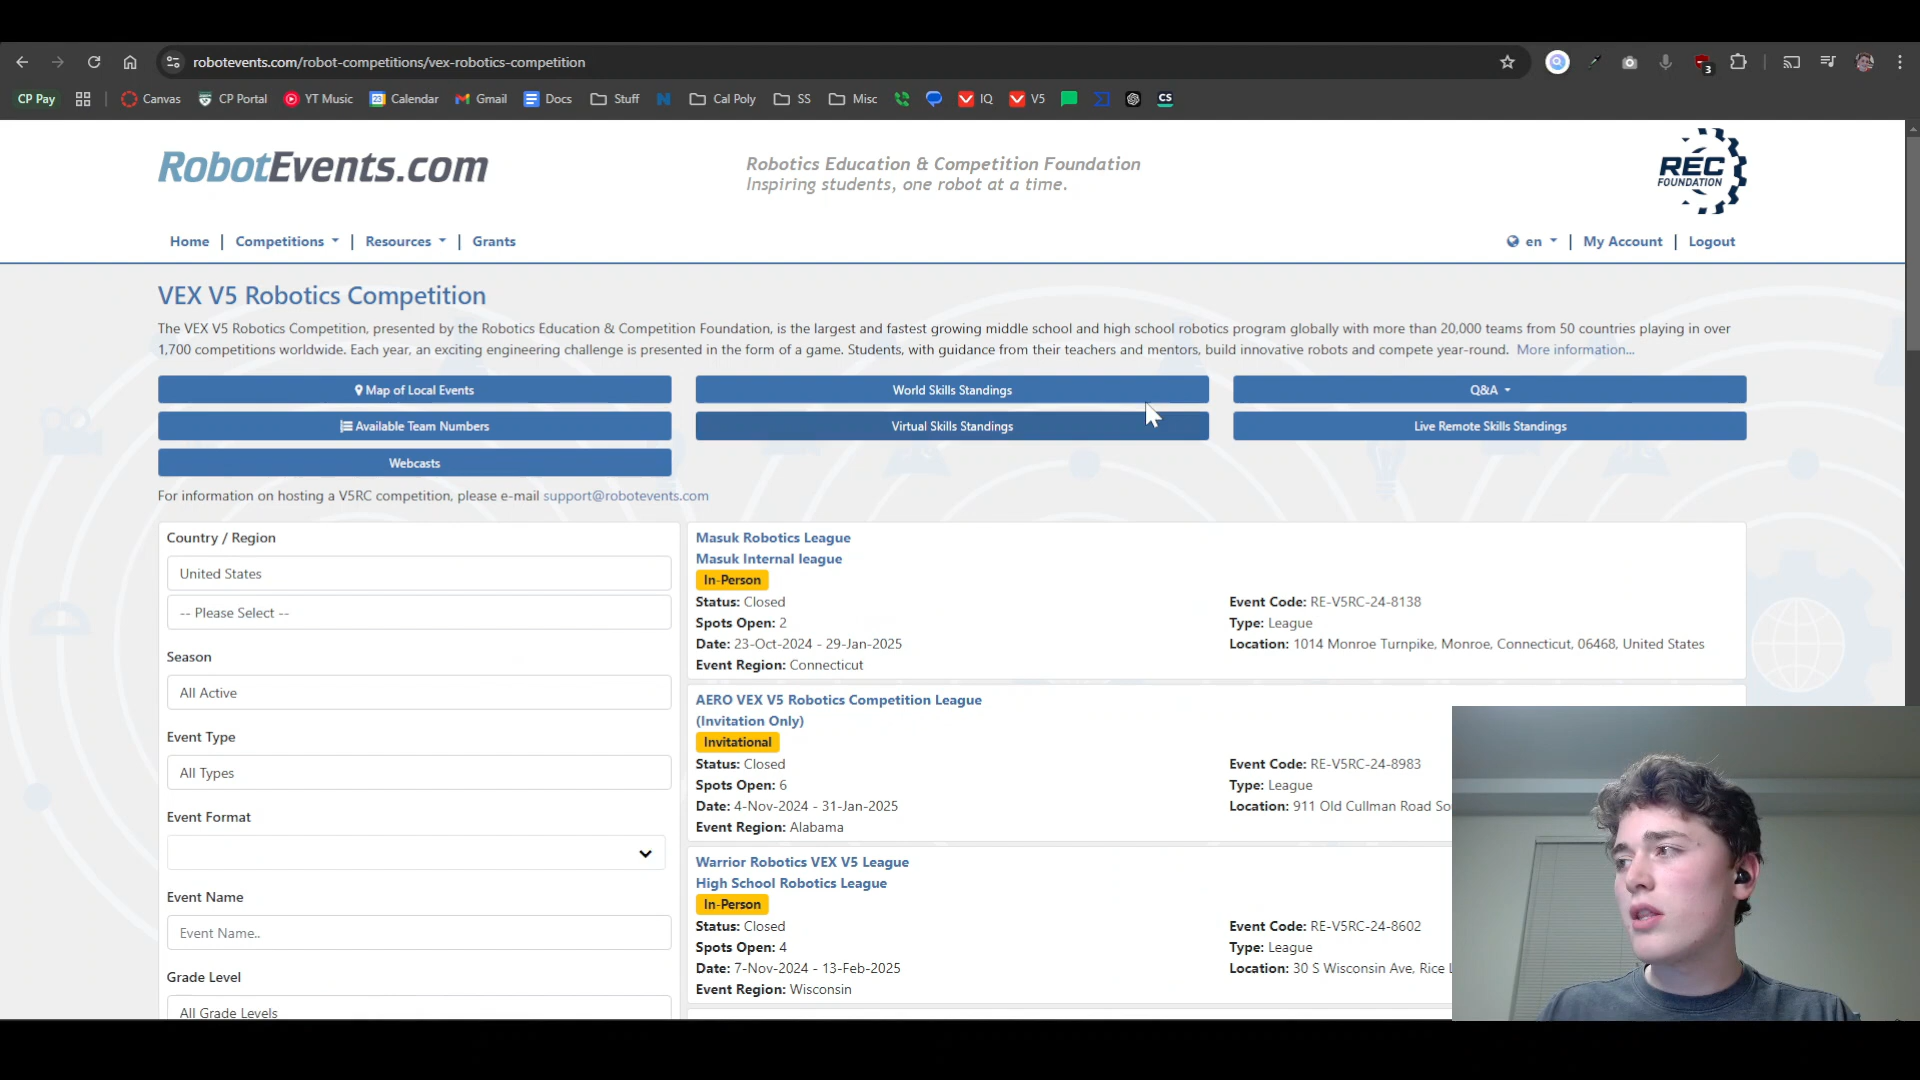 robotevents.com/robot-competitions/vex-robotics-competition
3
CP Pay
Canvas
CP Portal
YT Music
Calendar
Gmail
Docs
Stuff
Cal Poly
SS
Misc
IQ
V5
CS
RobotEvents.com
Robotics Education & Competition Foundation
Inspiring students, one robot at a time.
REC
FOUNDATION
Home | Competitions | Resources | Grants
en | My Account | Logout
VEX V5 Robotics Competition
The VEX V5 Robotics Competition, presented by the Robotics Education & Competition Foundation, is the largest and fastest growing middle school and high school robotics program globally with more than 20,000 teams from 50 countries playing in over
1,700 competitions worldwide. Each year, an exciting engineering challenge is presented in the form of a game. Students, with guidance from their teachers and mentors, build innovative robots and compete year-round. More information...
Map of Local Events
World Skills Standings
Q&A
Available Team Numbers
Virtual Skills Standings
Live Remote Skills Standings
Webcasts
For information on hosting a V5RC competition, please e-mail support@robotevents.com
Country / Region
United States
-- Please Select --
Season
All Active
Event Type
All Types
Event Format
Event Name
Event Name..
Grade Level
All Grade Levels
Masuk Robotics League
Masuk Internal league
In-Person
Status: Closed
Spots Open: 2
Date: 23-Oct-2024 - 29-Jan-2025
Event Region: Connecticut
Event Code: RE-V5RC-24-8138
Type: League
Location: 1014 Monroe Turnpike, Monroe, Connecticut, 06468, United States
AERO VEX V5 Robotics Competition League
(Invitation Only)
Invitational
Status: Closed
Spots Open: 6
Date: 4-Nov-2024 - 31-Jan-2025
Event Region: Alabama
Event Code: RE-V5RC-24-8983
Type: League
Location: 911 Old Cullman Road So
Warrior Robotics VEX V5 League
High School Robotics League
In-Person
Status: Closed
Spots Open: 4
Date: 7-Nov-2024 - 13-Feb-2025
Event Region: Wisconsin
Event Code: RE-V5RC-24-8602
Type: League
Location: 30 S Wisconsin Ave, Rice L